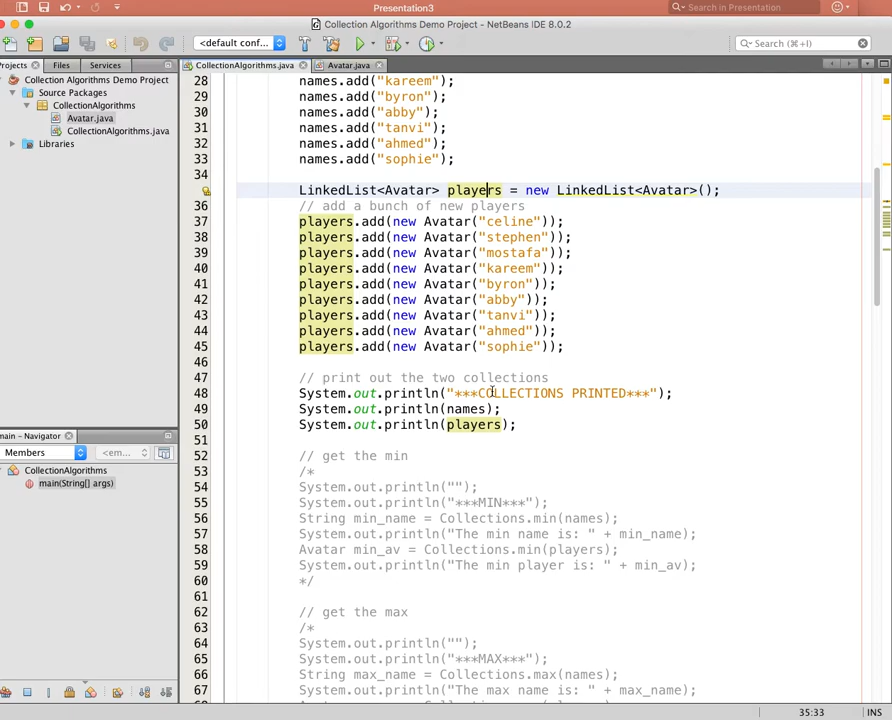 Presentation3
Search in Presentation
Collection Algorithms Demo Project - NetBeans IDE 8.0.2
<default conf...
Search (⌘+I)
Projects
Files
Services
CollectionAlgorithms.java
Avatar.java
Collection Algorithms Demo Project
Source Packages
CollectionAlgorithms
Avatar.java
CollectionAlgorithms.java
Libraries
28 names.add("kareem");
29 names.add("byron");
30 names.add("abby");
31 names.add("tanvi");
32 names.add("ahmed");
33 names.add("sophie");
34
LinkedList<Avatar> players = new LinkedList<Avatar>();
36 // add a bunch of new players
37 players.add(new Avatar("celine"));
38 players.add(new Avatar("stephen"));
39 players.add(new Avatar("mostafa"));
40 players.add(new Avatar("kareem"));
41 players.add(new Avatar("byron"));
42 players.add(new Avatar("abby"));
43 players.add(new Avatar("tanvi"));
44 players.add(new Avatar("ahmed"));
45 players.add(new Avatar("sophie"));
46
47 // print out the two collections
48 System.out.println("***COLLECTIONS PRINTED***");
49 System.out.println(names);
50 System.out.println(players);
51
52 // get the min
53 /*
54 System.out.println("");
55 System.out.println("***MIN***");
56 String min_name = Collections.min(names);
57 System.out.println("The min name is: " + min_name);
58 Avatar min_av = Collections.min(players);
59 System.out.println("The min player is: " + min_av);
60 */
61
62 // get the max
63 /*
64 System.out.println("");
65 System.out.println("***MAX***");
66 String max_name = Collections.max(names);
67 System.out.println("The max name is: " + max_name);
main - Navigator
Members
<em...
CollectionAlgorithms
main(String[] args)
35:33
INS